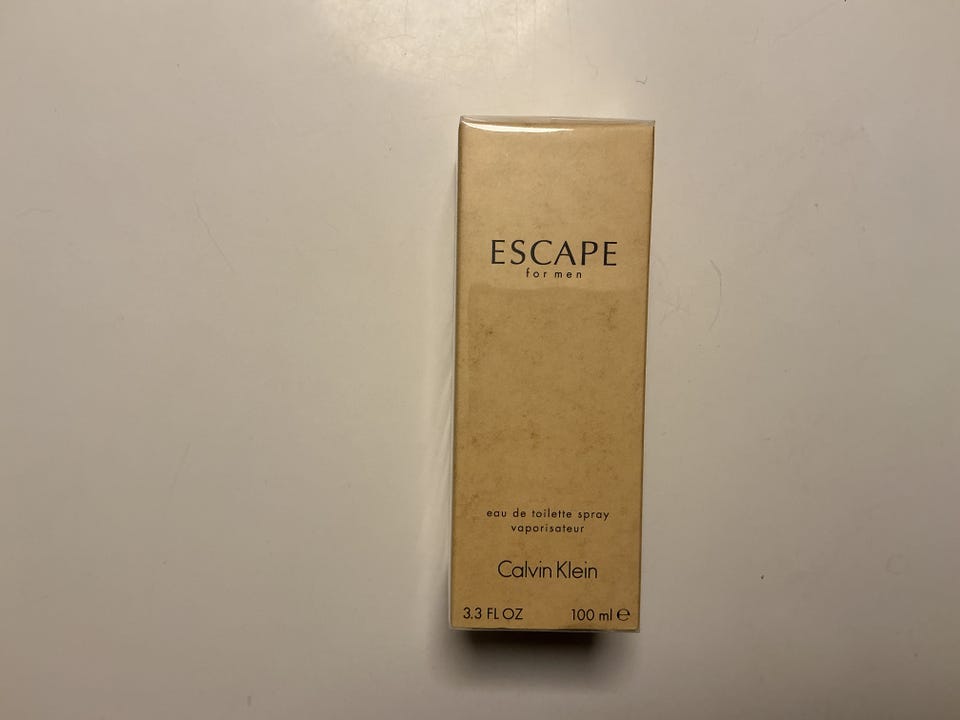 ESCAPE
for men
eau de toilette spray
vaporisateur
Calvin Klein
3.3 FL OZ 100 ml ℮